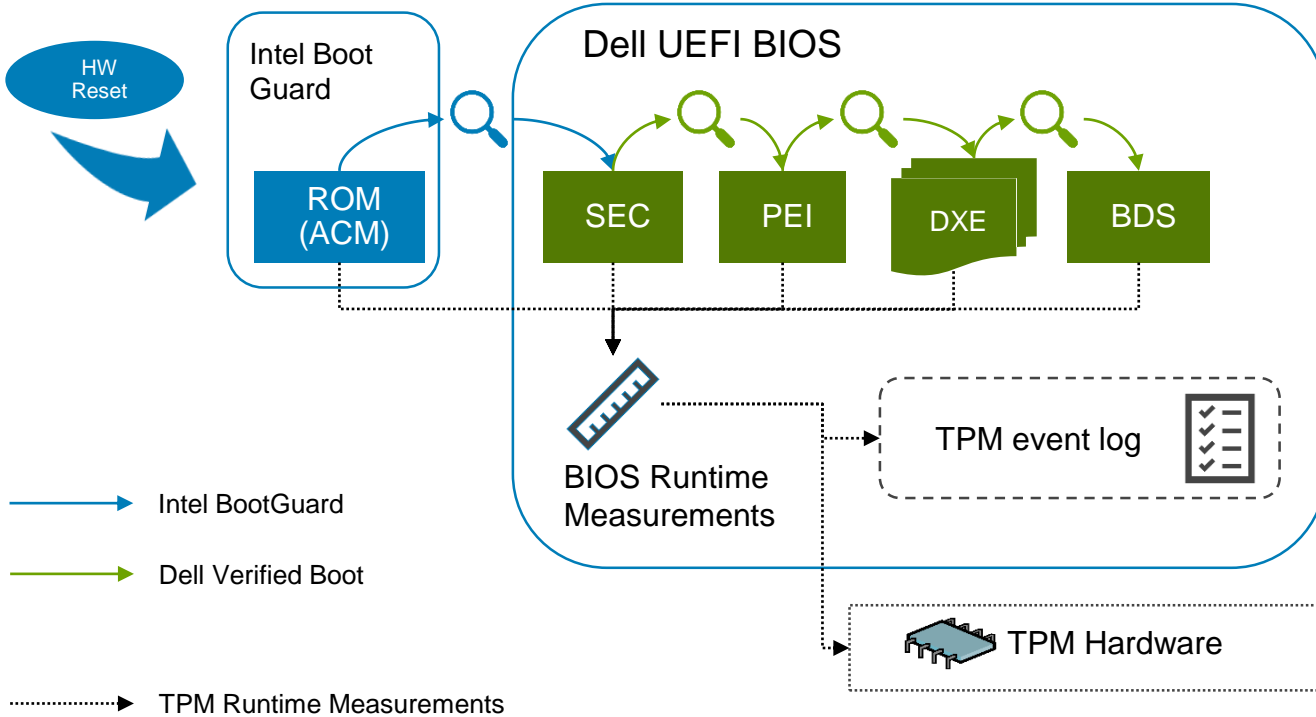 HW
Reset
Intel Boot
Guard
Dell UEFI BIOS
ROM
(ACM)
SEC
PEI
DXE
BDS
TPM event log
BIOS Runtime
Measurements
Intel BootGuard
Dell Verified Boot
TPM Hardware
TPM Runtime Measurements